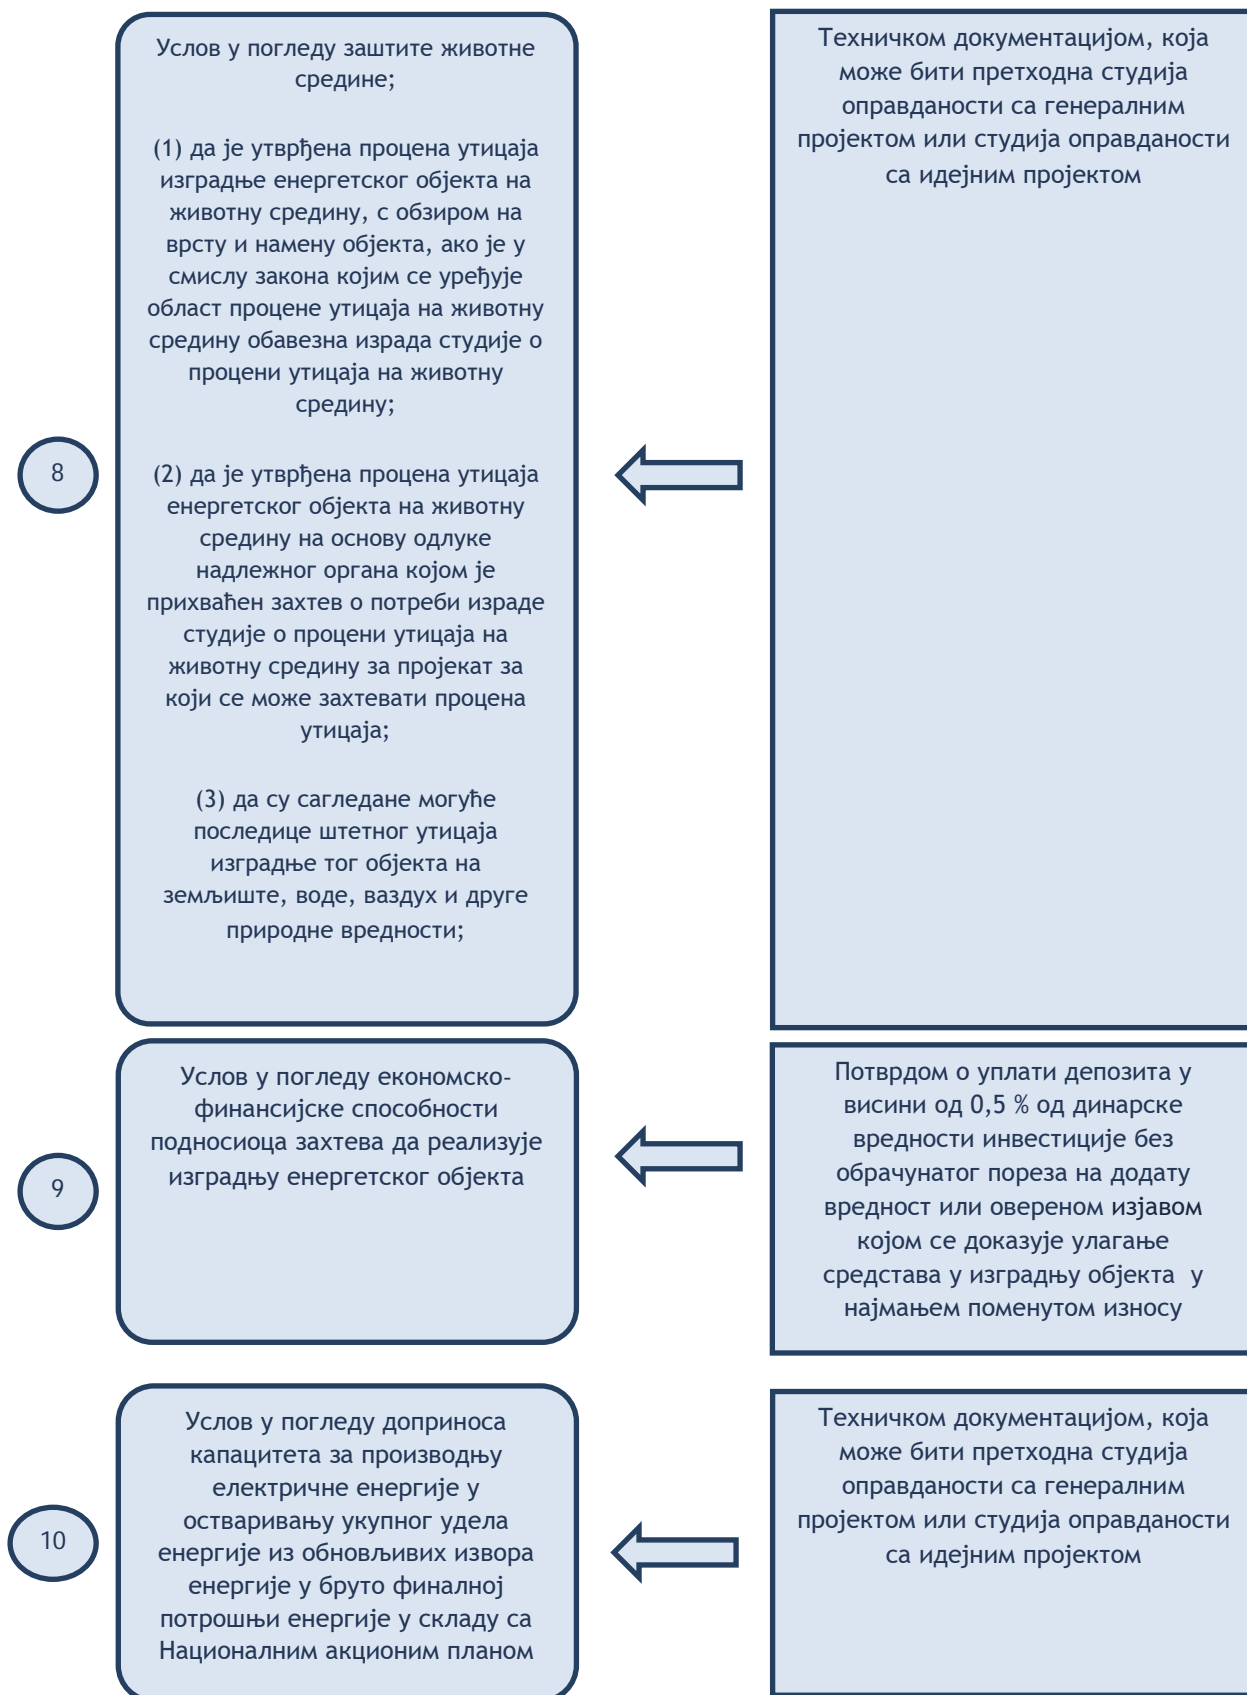 8
Услов у погледу заштите животне
средине;
(1) да је утврђена процена утицаја
изградње енергетског објекта на
животну средину, с обзиром на
врсту и намену објекта, ако је у
смислу закона којим се уређује
област процене утицаја на животну
средину обавезна израда студије о
процени утицаја на животну
средину;
(2) да је утврђена процена утицаја
енергетског објекта на животну
средину на основу одлуке
надлежног органа којом је
прихваћен захтев о потреби израде
студије о процени утицаја на
животну средину за пројекат за
који се може захтевати процена
утицаја;
(3) да су сагледане могуће
последице штетног утицаја
изградње тог објекта на
земљиште, воде, ваздух и друге
природне вредности;
Техничком документацијом, која
може бити претходна студија
оправданости са генералним
пројектом или студија оправданости
са идејним пројектом
9
Услов у погледу економско-
финансијске способности
подносиоца захтева да реализује
изградњу енергетског објекта
Потврдом о уплати депозита у
висини од 0,5 % од динарске
вредности инвестиције без
обрачунатог пореза на додату
вредност или овереном изјавом
којом се доказује улагање
средстава у изградњу објекта у
најмањем поменутом износу
10
Услов у погледу доприноса
капацитета за производњу
електричне енергије у
остваривању укупног удела
енергије из обновљивих извора
енергије у бруто финалној
потрошњи енергије у складу са
Националним акционим планом
Техничком документацијом, која
може бити претходна студија
оправданости са генералним
пројектом или студија оправданости
са идејним пројектом